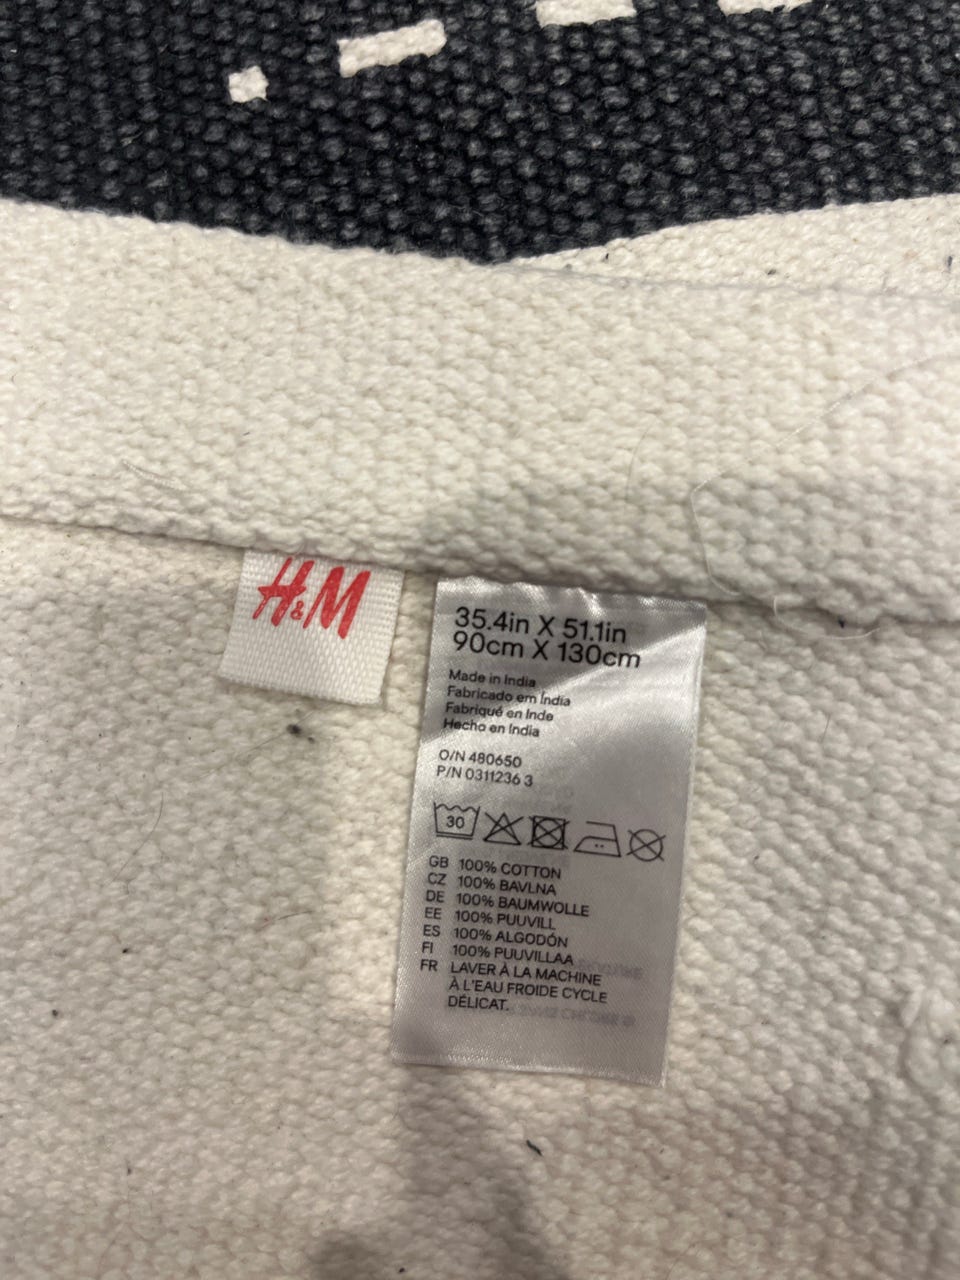 H&M
35.4in X 51.1in
90cm X 130cm
Made in India
Fabricado em Índia
Fabriqué en Inde
Hecho en India
O/N 480650
P/N 0311236 3
30
GB 100% COTTON
CZ 100% BAVLNA
DE 100% BAUMWOLLE
EE 100% PUUVILL
ES 100% ALGODÓN
FI 100% PUUVILLAA
FR LAVER À LA MACHINE
À L'EAU FROIDE CYCLE
DÉLICAT.